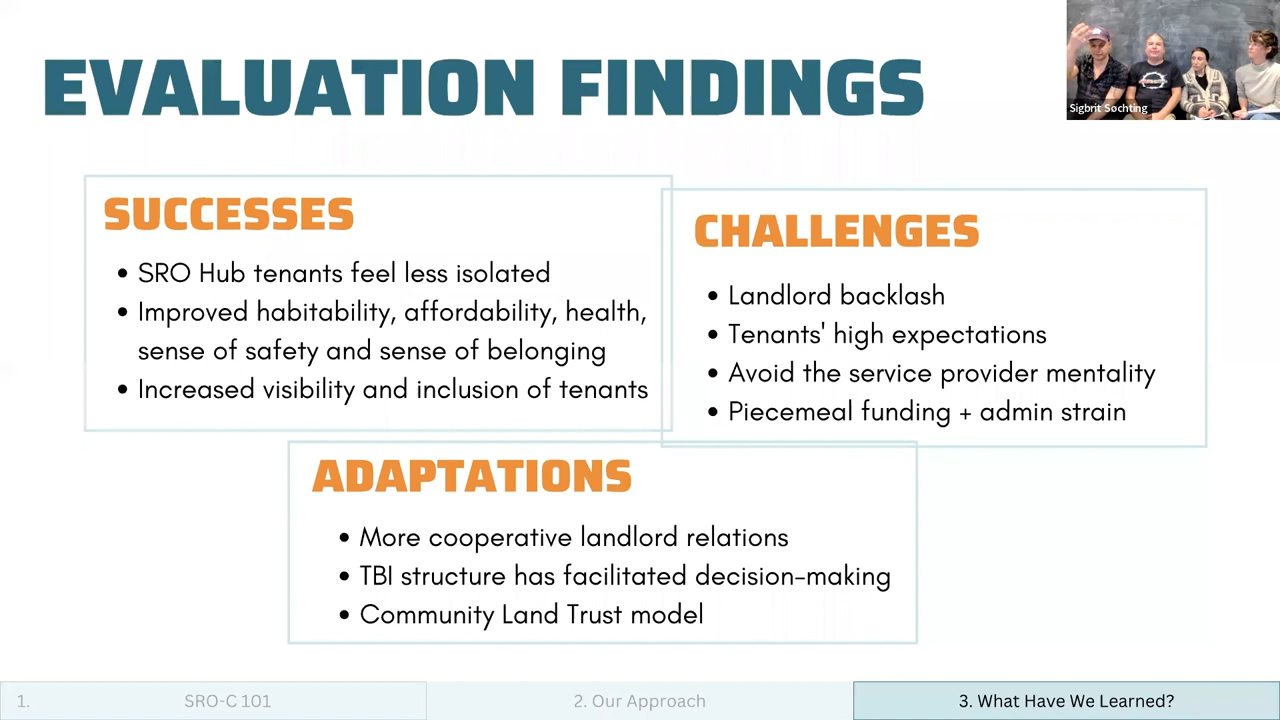 EVALUATION FINDINGS
Sigbrit Søchting
SUCCESSES
• SRO Hub tenants feel less isolated
• Improved habitability, affordability, health,
sense of safety and sense of belonging
• Increased visibility and inclusion of tenants
CHALLENGES
• Landlord backlash
• Tenants' high expectations
• Avoid the service provider mentality
• Piecemeal funding + admin strain
ADAPTATIONS
• More cooperative landlord relations
• TBI structure has facilitated decision-making
• Community Land Trust model
1. SRO-C 101
2. Our Approach
3. What Have We Learned?